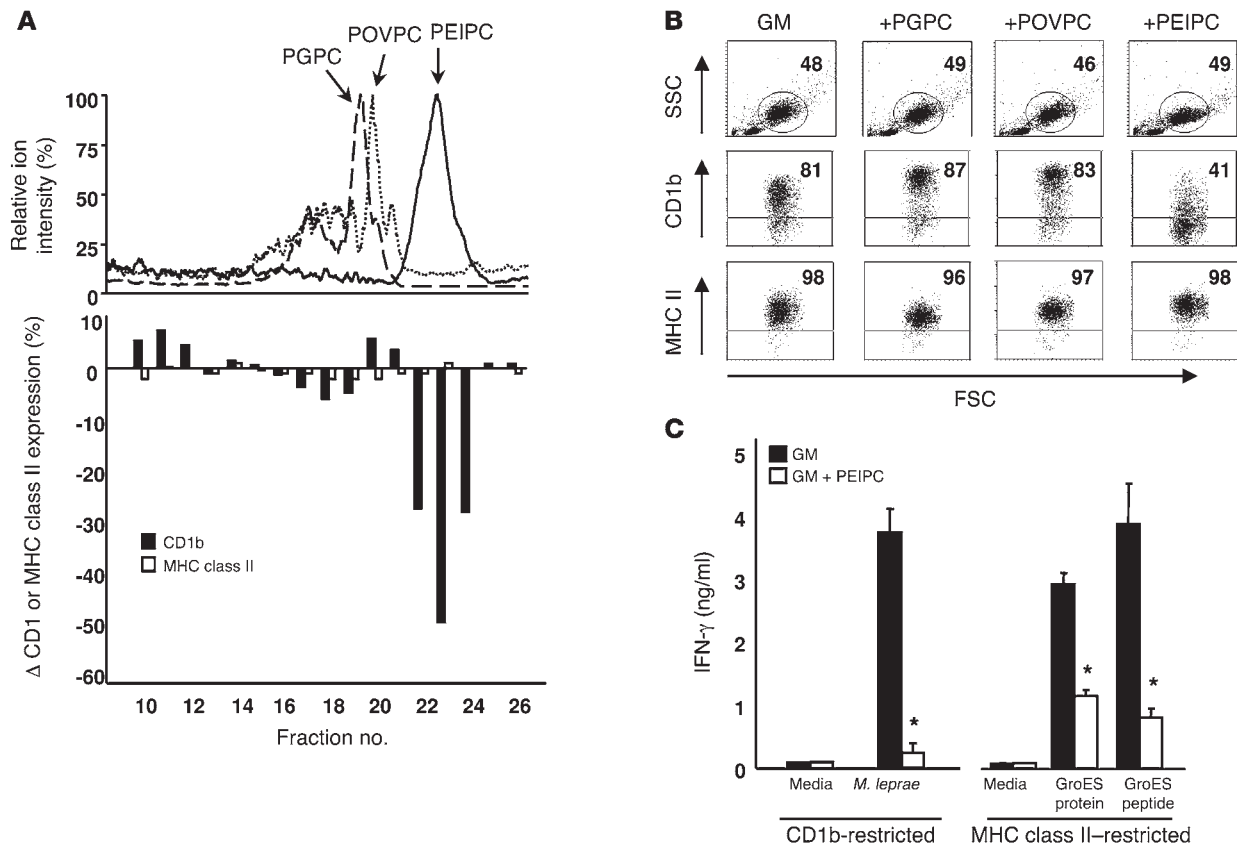 A
PGPC
POVPC
PEIPC
Relative ion
intensity (%)
100
75
50
25
0
Δ CD1 or MHC class II expression (%)
10
0
-10
-20
-30
-40
-50
-60
CD1b
MHC class II
10 12 14 16 18 20 22 24 26
Fraction no.
B
GM +PGPC +POVPC +PEIPC
SSC
48 49 46 49
CD1b
81 87 83 41
MHC II
98 96 97 98
FSC
C
GM
GM + PEIPC
IFN-γ (ng/ml)
5
4
3
2
1
0
* * *
Media M. leprae Media GroES protein GroES peptide
CD1b-restricted MHC class II–restricted